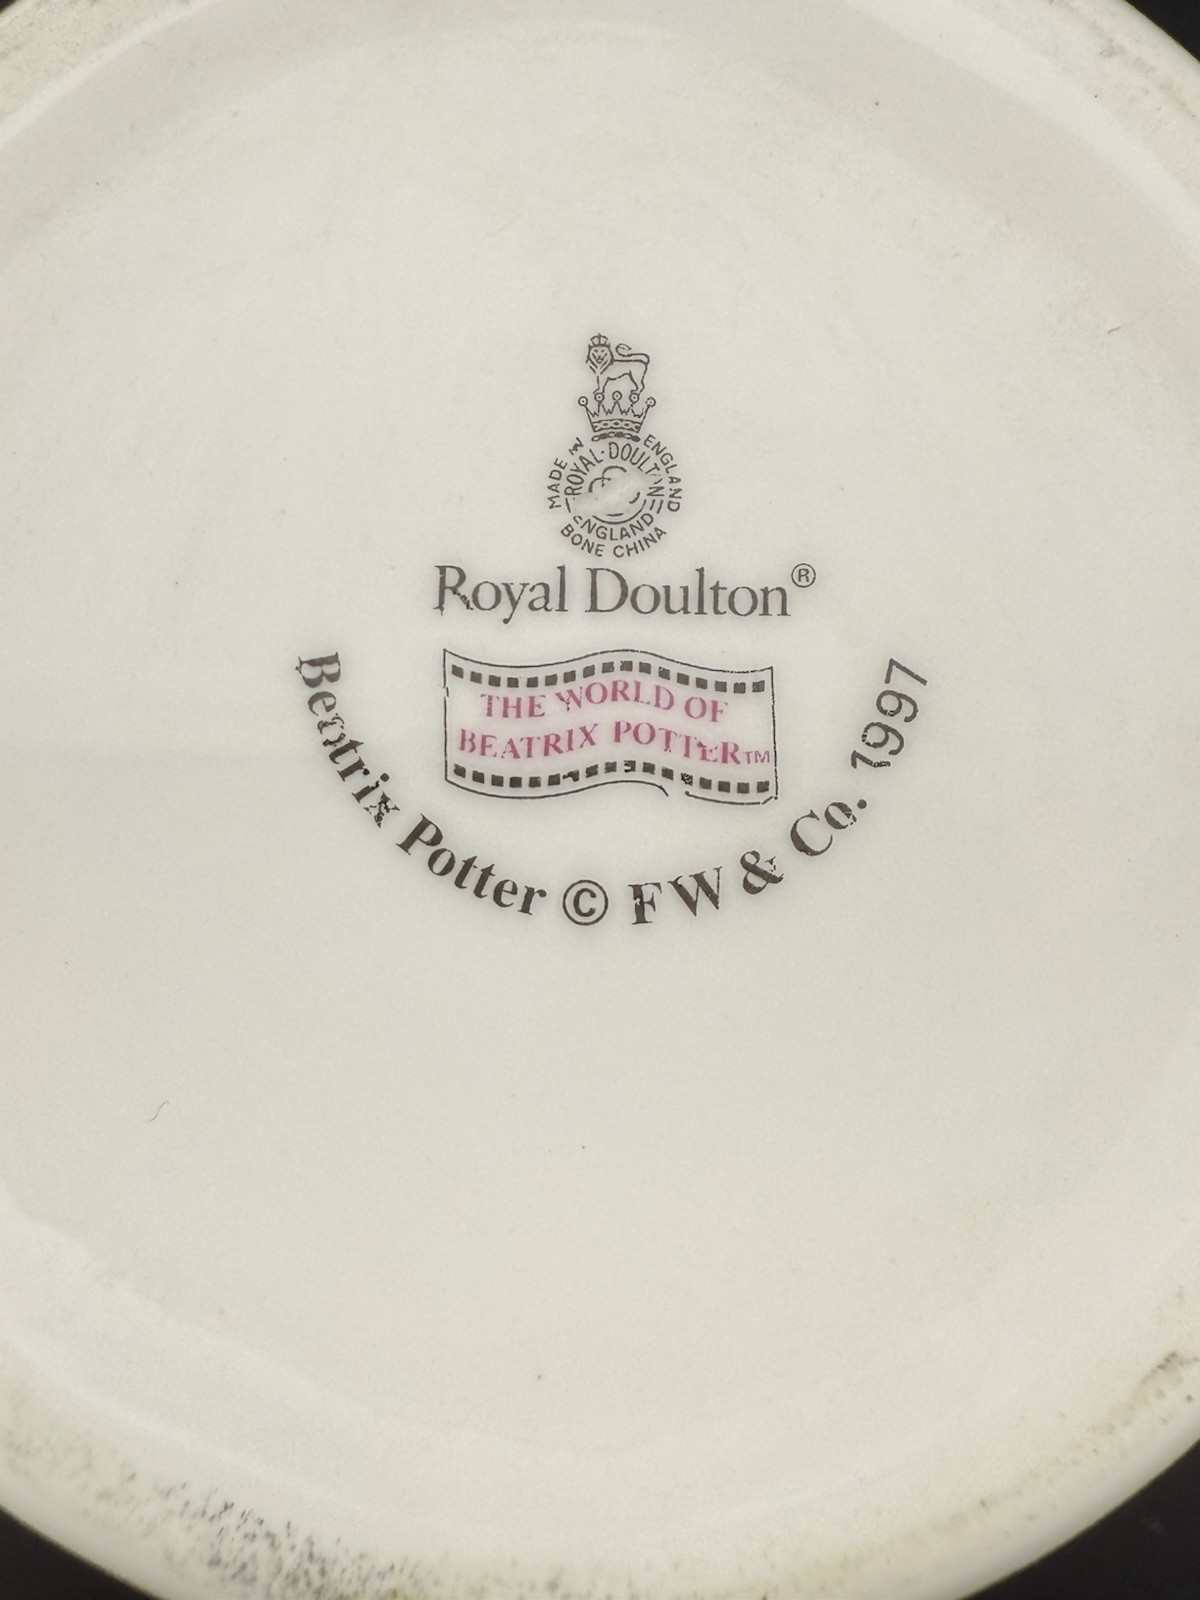 MADE IN ENGLAND
ROYAL·DOULTON
ENGLAND
BONE CHINA
Royal Doulton®
THE WORLD OF
BEATRIX POTTER™
Beatrix Potter © FW & Co. 1997